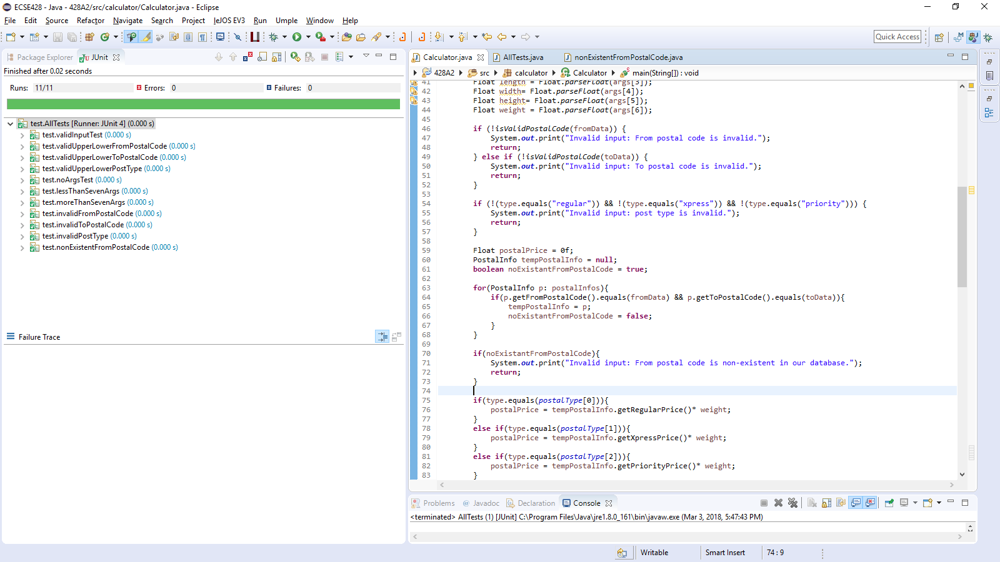 ECSE428 - Java - 428A2/src/calculator/Calculator.java - Eclipse
File Edit Source Refactor Navigate Search Project leJOS EV3 Run Umple Window Help
Quick Access
Package Explorer JUnit
Finished after 0.02 seconds
Runs: 11/11 Errors: 0 Failures: 0
test.AllTests [Runner: JUnit 4] (0.000 s)
test.validInputTest (0.000 s)
test.validUpperLowerFromPostalCode (0.000 s)
test.validUpperLowerToPostalCode (0.000 s)
test.validUpperLowerPostType (0.000 s)
test.noArgsTest (0.000 s)
test.lessThanSevenArgs (0.000 s)
test.moreThanSevenArgs (0.000 s)
test.invalidFromPostalCode (0.000 s)
test.invalidToPostalCode (0.000 s)
test.invalidPostType (0.000 s)
test.nonExistentFromPostalCode (0.000 s)
Failure Trace
Calculator.java AllTests.java nonExistentFromPostalCode.java
428A2 src calculator Calculator main(String[]) : void
41 Float length = Float.parseFloat(args[3]);
42 Float width= Float.parseFloat(args[4]);
43 Float height= Float.parseFloat(args[5]);
44 Float weight = Float.parseFloat(args[6]);
45
46 if (!isValidPostalCode(fromData)) {
47 System.out.print("Invalid input: From postal code is invalid.");
48 return;
49 } else if (!isValidPostalCode(toData)) {
50 System.out.print("Invalid input: To postal code is invalid.");
51 return;
52 }
53
54 if (!(type.equals("regular")) && !(type.equals("xpress")) && !(type.equals("priority"))) {
55 System.out.print("Invalid input: post type is invalid.");
56 return;
57 }
58
59 Float postalPrice = 0f;
60 PostalInfo tempPostalInfo = null;
61 boolean noExistantFromPostalCode = true;
62
63 for(PostalInfo p: postalInfos){
64 if(p.getFromPostalCode().equals(fromData) && p.getToPostalCode().equals(toData)){
65 tempPostalInfo = p;
66 noExistantFromPostalCode = false;
67 }
68 }
69
70 if(noExistantFromPostalCode){
71 System.out.print("Invalid input: From postal code is non-existent in our database.");
72 return;
73 }
74
75 if(type.equals(postalType[0])){
76 postalPrice = tempPostalInfo.getRegularPrice()* weight;
77 }
78 else if(type.equals(postalType[1])){
79 postalPrice = tempPostalInfo.getXpressPrice()* weight;
80 }
81 else if(type.equals(postalType[2])){
82 postalPrice = tempPostalInfo.getPriorityPrice()* weight;
83 }
Problems Javadoc Declaration Console
<terminated> AllTests (1) [JUnit] C:\Program Files\Java\jre1.8.0_161\bin\javaw.exe (Mar 3, 2018, 5:47:43 PM)
Writable Smart Insert 74 : 9